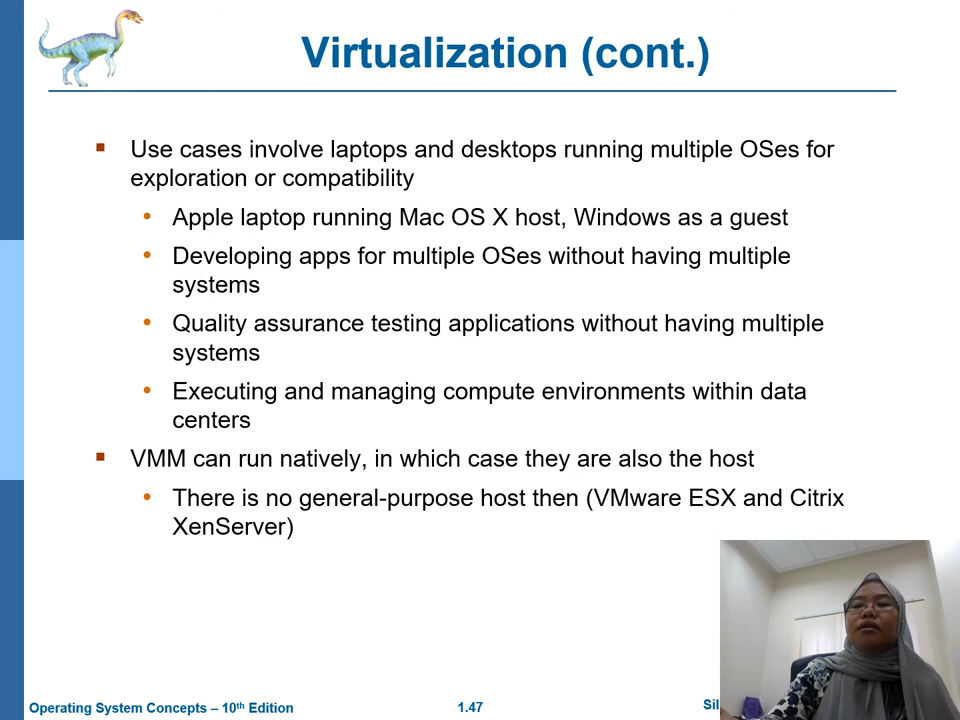 Virtualization (cont.)
Use cases involve laptops and desktops running multiple OSes for
exploration or compatibility
Apple laptop running Mac OS X host, Windows as a guest
Developing apps for multiple OSes without having multiple
systems
Quality assurance testing applications without having multiple
systems
Executing and managing compute environments within data
centers
VMM can run natively, in which case they are also the host
There is no general-purpose host then (VMware ESX and Citrix
XenServer)
Operating System Concepts – 10th Edition
1.47